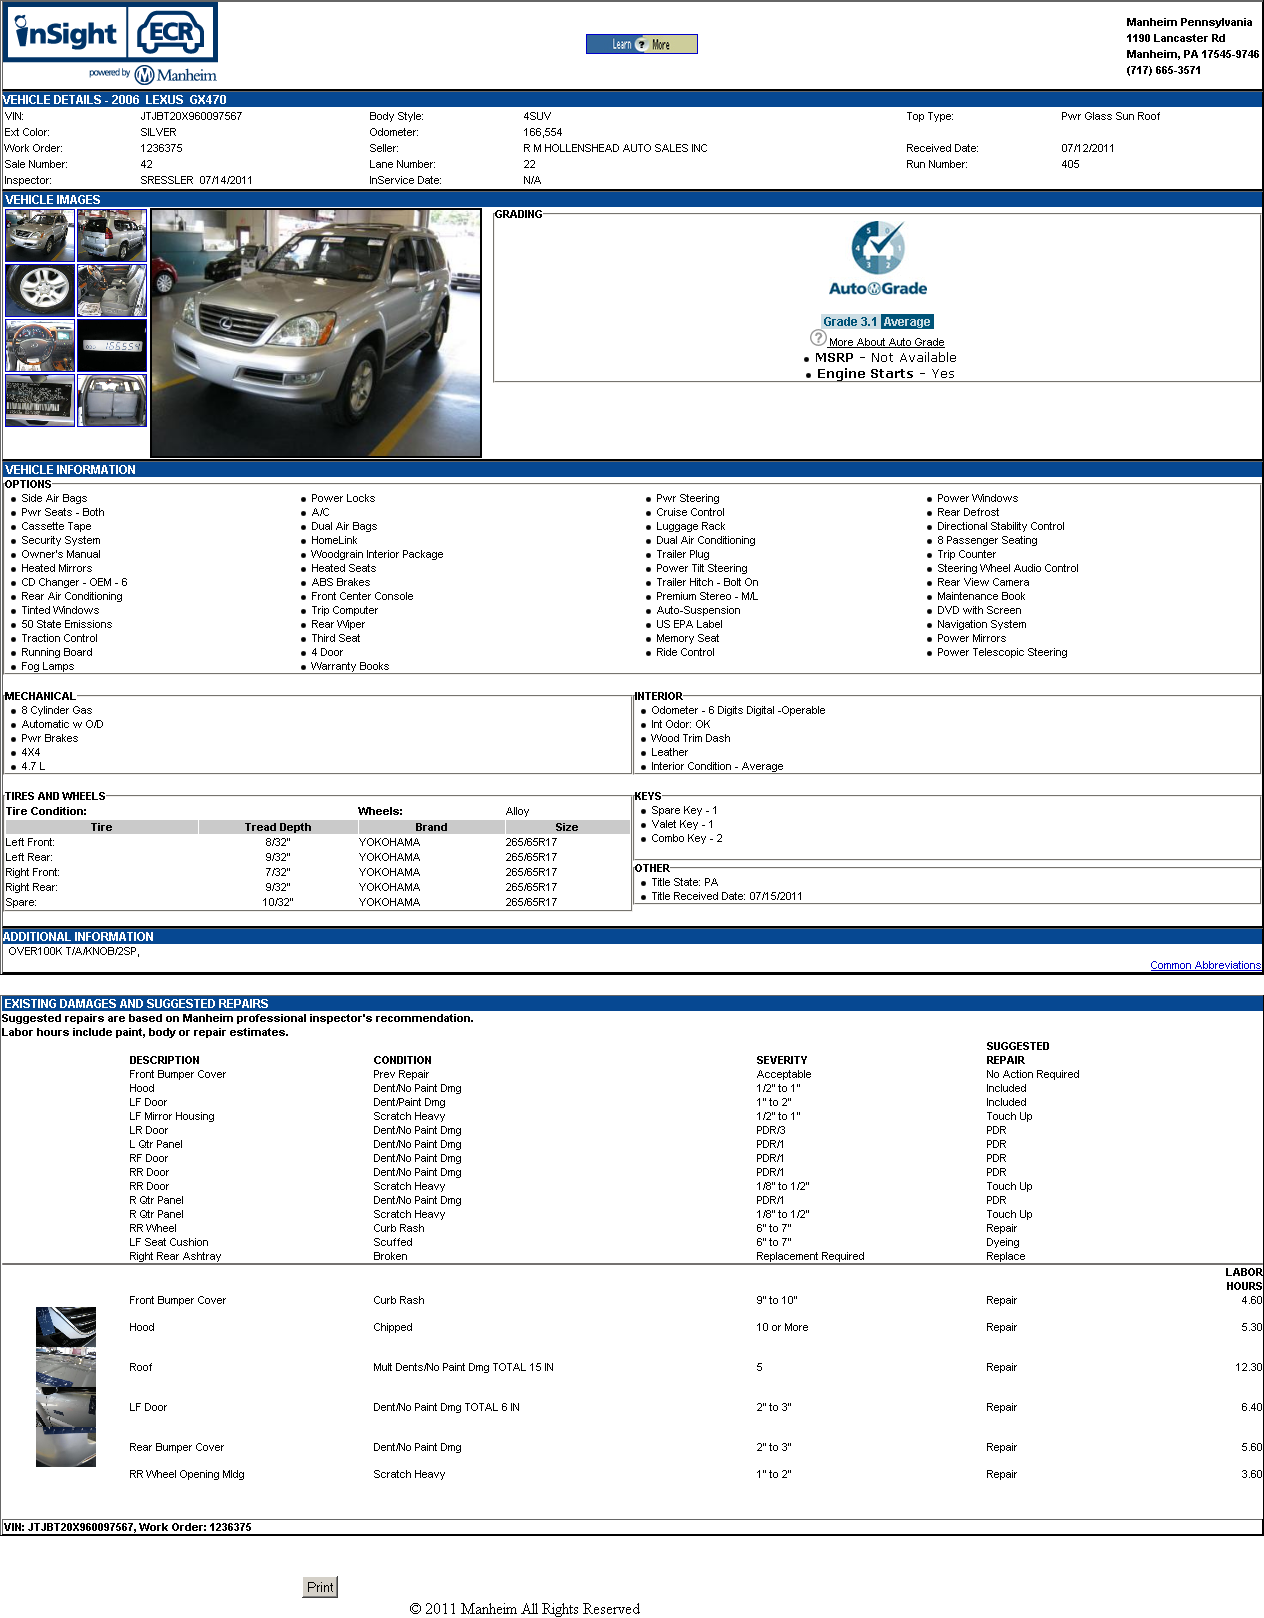 inSight ECR
powered by Manheim
Learn ? More
Manheim Pennsylvania
1190 Lancaster Rd
Manheim, PA 17545-9746
(717) 665-3571
VEHICLE DETAILS - 2006 LEXUS GX470
VIN: JTJBT20X960097567 Body Style: 4SUV Top Type: Pwr Glass Sun Roof
Ext Color: SILVER Odometer: 166,554
Work Order: 1236375 Seller: R M HOLLENSHEAD AUTO SALES INC Received Date: 07/12/2011
Sale Number: 42 Lane Number: 22 Run Number: 405
Inspector: SRESSLER 07/14/2011 InService Date: N/A
VEHICLE IMAGES
166554
GRADING
5 0 4 1 3 2
AutoGrade
Grade 3.1 Average
? More About Auto Grade
MSRP - Not Available
Engine Starts - Yes
VEHICLE INFORMATION
OPTIONS
Side Air Bags Power Locks Pwr Steering Power Windows
Pwr Seats - Both A/C Cruise Control Rear Defrost
Cassette Tape Dual Air Bags Luggage Rack Directional Stability Control
Security System HomeLink Dual Air Conditioning 8 Passenger Seating
Owner's Manual Woodgrain Interior Package Trailer Plug Trip Counter
Heated Mirrors Heated Seats Power Tilt Steering Steering Wheel Audio Control
CD Changer - OEM - 6 ABS Brakes Trailer Hitch - Bolt On Rear View Camera
Rear Air Conditioning Front Center Console Premium Stereo - M/L Maintenance Book
Tinted Windows Trip Computer Auto-Suspension DVD with Screen
50 State Emissions Rear Wiper US EPA Label Navigation System
Traction Control Third Seat Memory Seat Power Mirrors
Running Board 4 Door Ride Control Power Telescopic Steering
Fog Lamps Warranty Books
MECHANICAL
8 Cylinder Gas
Automatic w O/D
Pwr Brakes
4X4
4.7 L
INTERIOR
Odometer - 6 Digits Digital -Operable
Int Odor: OK
Wood Trim Dash
Leather
Interior Condition - Average
TIRES AND WHEELS
Tire Condition: Wheels: Alloy
Tire Tread Depth Brand Size
Left Front: 8/32" YOKOHAMA 265/65R17
Left Rear: 9/32" YOKOHAMA 265/65R17
Right Front: 7/32" YOKOHAMA 265/65R17
Right Rear: 9/32" YOKOHAMA 265/65R17
Spare: 10/32" YOKOHAMA 265/65R17
KEYS
Spare Key - 1
Valet Key - 1
Combo Key - 2
OTHER
Title State: PA
Title Received Date: 07/15/2011
ADDITIONAL INFORMATION
OVER100K T/A/KNOB/2SP,
Common Abbreviations
EXISTING DAMAGES AND SUGGESTED REPAIRS
Suggested repairs are based on Manheim professional inspector's recommendation.
Labor hours include paint, body or repair estimates.
DESCRIPTION CONDITION SEVERITY SUGGESTED REPAIR
Front Bumper Cover Prev Repair Acceptable No Action Required
Hood Dent/No Paint Dmg 1/2" to 1" Included
LF Door Dent/Paint Dmg 1" to 2" Included
LF Mirror Housing Scratch Heavy 1/2" to 1" Touch Up
LR Door Dent/No Paint Dmg PDR/3 PDR
L Qtr Panel Dent/No Paint Dmg PDR/1 PDR
RF Door Dent/No Paint Dmg PDR/1 PDR
RR Door Dent/No Paint Dmg PDR/1 PDR
RR Door Scratch Heavy 1/8" to 1/2" Touch Up
R Qtr Panel Dent/No Paint Dmg PDR/1 PDR
R Qtr Panel Scratch Heavy 1/8" to 1/2" Touch Up
RR Wheel Curb Rash 6" to 7" Repair
LF Seat Cushion Scuffed 6" to 7" Dyeing
Right Rear Ashtray Broken Replacement Required Replace
LABOR HOURS
Front Bumper Cover Curb Rash 9" to 10" Repair 4.60
Hood Chipped 10 or More Repair 5.30
Roof Mult Dents/No Paint Dmg TOTAL 15 IN 5 Repair 12.30
LF Door Dent/No Paint Dmg TOTAL 6 IN 2" to 3" Repair 6.40
Rear Bumper Cover Dent/No Paint Dmg 2" to 3" Repair 5.60
RR Wheel Opening Mldg Scratch Heavy 1" to 2" Repair 3.60
VIN: JTJBT20X960097567, Work Order: 1236375
Print
© 2011 Manheim All Rights Reserved